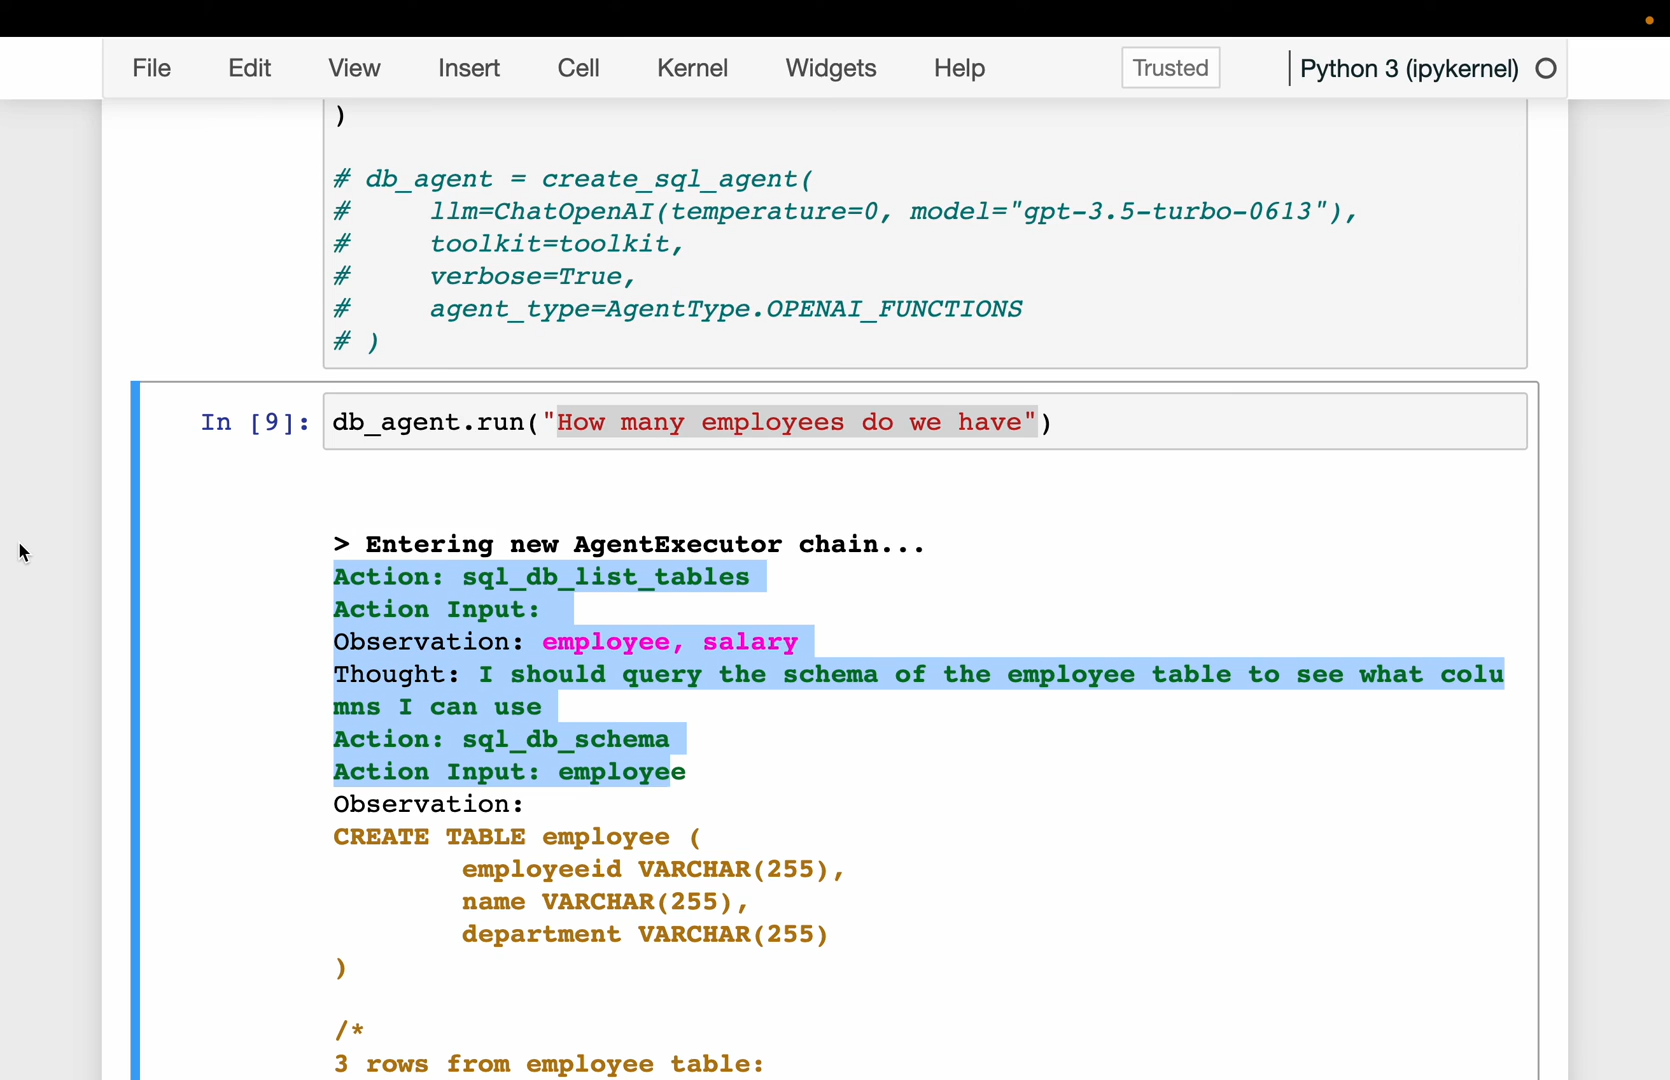 File Edit View Insert Cell Kernel Widgets Help Trusted Python 3 (ipykernel)
)
# db_agent = create_sql_agent(
#     llm=ChatOpenAI(temperature=0, model="gpt-3.5-turbo-0613"),
#     toolkit=toolkit,
#     verbose=True,
#     agent_type=AgentType.OPENAI_FUNCTIONS
# )
In [9]: db_agent.run("How many employees do we have")
> Entering new AgentExecutor chain...
Action: sql_db_list_tables
Action Input:
Observation: employee, salary
Thought: I should query the schema of the employee table to see what colu
mns I can use
Action: sql_db_schema
Action Input: employee
Observation:
CREATE TABLE employee (
        employeeid VARCHAR(255),
        name VARCHAR(255),
        department VARCHAR(255)
)
/*
3 rows from employee table: